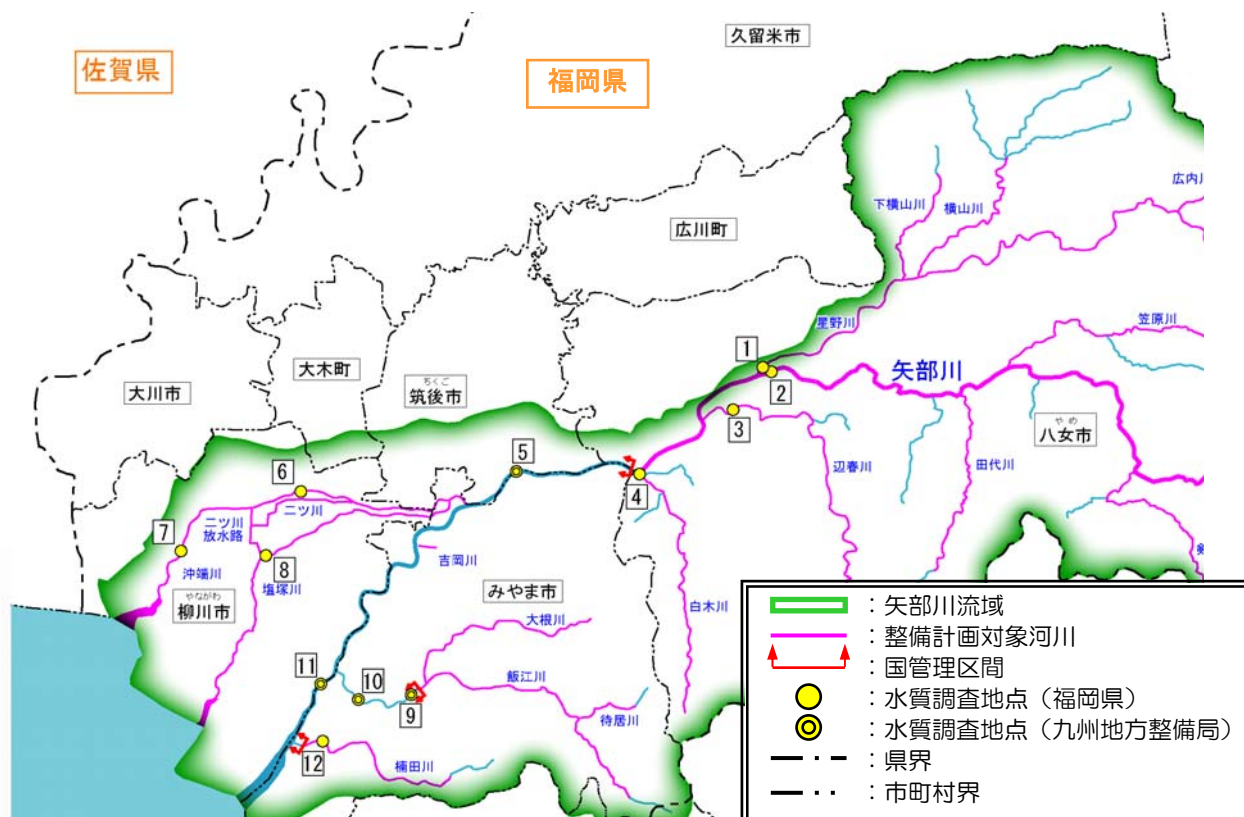 久留米市
佐賀県
福岡県
広内川
下横山川
横山川
広川町
星野川
笠原川
1
矢部川
大木町
大川市
ちくご
筑後市
2
3
やめ
八女市
5
辺春川
田代川
6
4
二ツ川
放水路
二ツ川
7
吉岡川
沖端川
8
塩塚川
みやま市
やながわ
柳川市
白木川
大根川
11
10
飯江川
9
待居川
12
楠田川
:矢部川流域
:整備計画対象河川
:国管理区間
:水質調査地点(福岡県)
:水質調査地点(九州地方整備局)
:県界
:市町村界